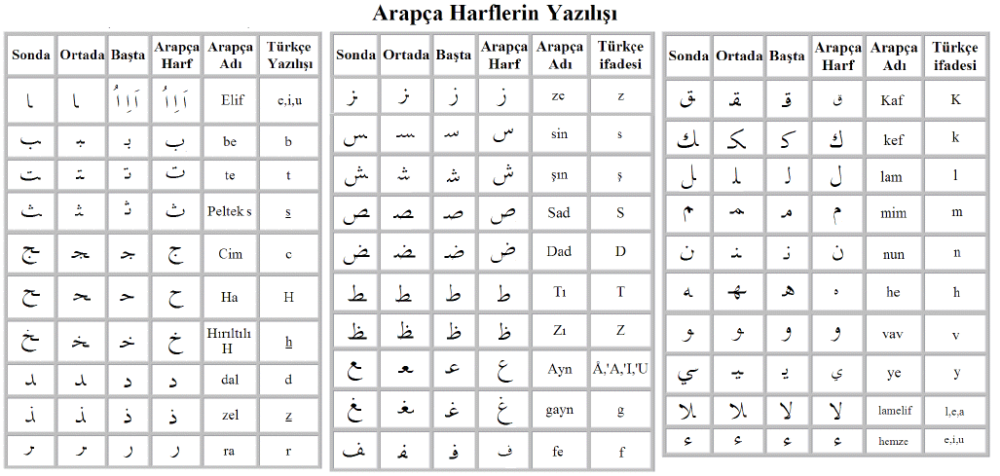 Arapça Harflerin Yazılışı
Sonda Ortada Başta Arapça Harf Arapça Adı Türkçe Yazılışı
ـا ـا اَ اِ اُ اَ اِ اُ Elif e,i,u
ـب ـبـ بـ ب be b
ـت ـتـ تـ ت te t
ـث ـثـ ثـ ث Peltek s s
ـج ـجـ جـ ج Cim c
ـح ـحـ حـ ح Ha H
ـخ ـخـ خـ خ Hırıltılı H h
ـد ـد د د dal d
ـذ ـذ ذ ذ zel z
ـر ـر ر ر ra r
Sonda Ortada Başta Arapça Harf Arapça Adı Türkçe ifadesi
ـز ـز ز ز ze z
ـس ـسـ سـ س sin s
ـش ـشـ شـ ش şın ş
ـص ـصـ صـ ص Sad S
ـض ـضـ ضـ ض Dad D
ـط ـطـ طـ ط Tı T
ـظ ـظـ ظـ ظ Zı Z
ـع ـعـ عـ ع Ayn Â,'A,'I,'U
ـغ ـغـ غـ غ gayn g
ـف ـفـ فـ ف fe f
Sonda Ortada Başta Arapça Harf Arapça Adı Türkçe ifadesi
ـق ـقـ قـ ق Kaf K
ـك ـكـ كـ ك kef k
ـل ـلـ لـ ل lam l
ـم ـمـ مـ م mim m
ـن ـنـ نـ ن nun n
ـه ـهـ هـ ه he h
ـو ـو و و vav v
ـي ـيـ يـ ي ye y
ـلا ـلا لا لا lamelif l,e,a
ء ء ء ء hemze e,i,u